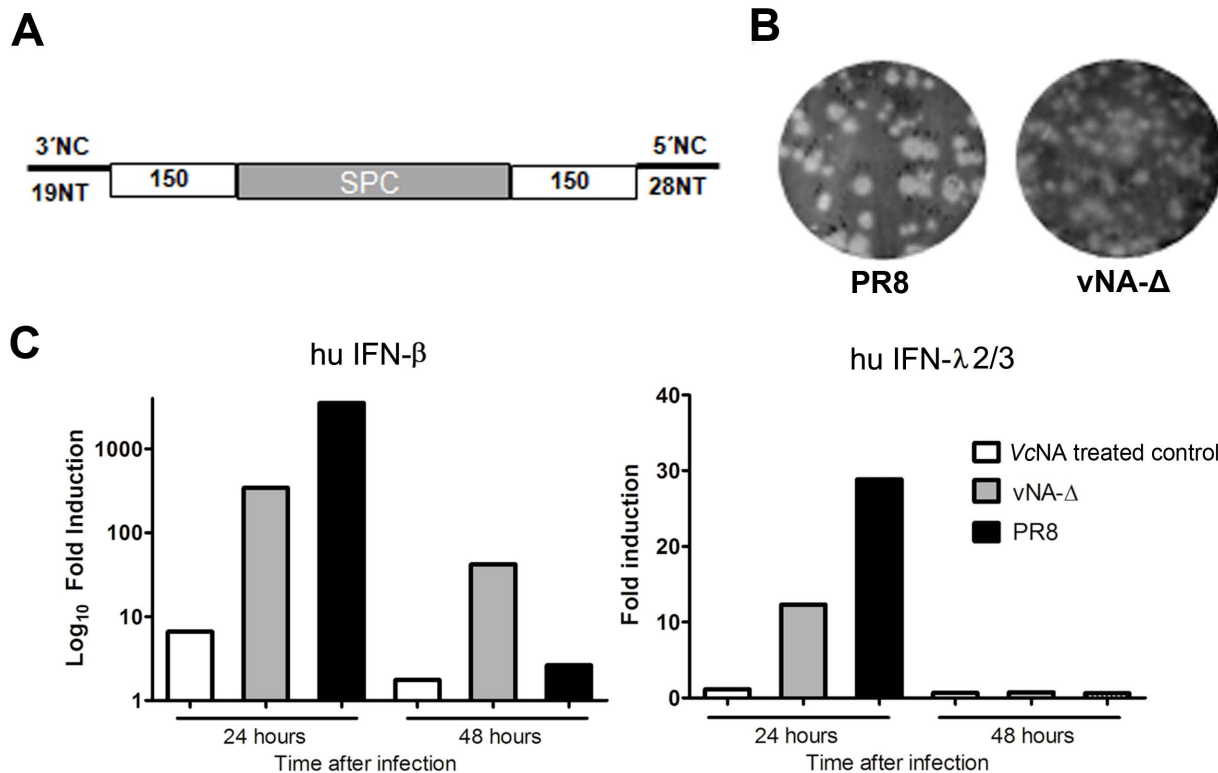 A
3´NC
5´NC
150
SPC
150
19NT
28NT
B
PR8
vNA-Δ
C
hu IFN-β
Log10 Fold Induction
1000
100
10
1
24 hours
48 hours
Time after infection
hu IFN-λ2/3
Fold induction
40
30
20
10
0
24 hours
48 hours
Time after infection
VcNA treated control
vNA-Δ
PR8